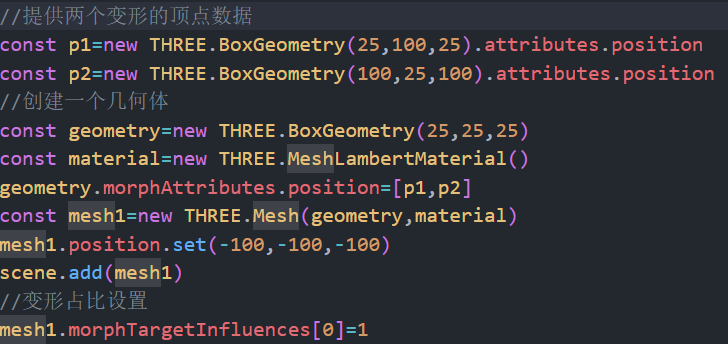 //提供两个变形的顶点数据
const p1=new THREE.BoxGeometry(25,100,25).attributes.position
const p2=new THREE.BoxGeometry(100,25,100).attributes.position
//创建一个几何体
const geometry=new THREE.BoxGeometry(25,25,25)
const material=new THREE.MeshLambertMaterial()
geometry.morphAttributes.position=[p1,p2]
const mesh1=new THREE.Mesh(geometry,material)
mesh1.position.set(-100,-100,-100)
scene.add(mesh1)
//变形占比设置
mesh1.morphTargetInfluences[0]=1